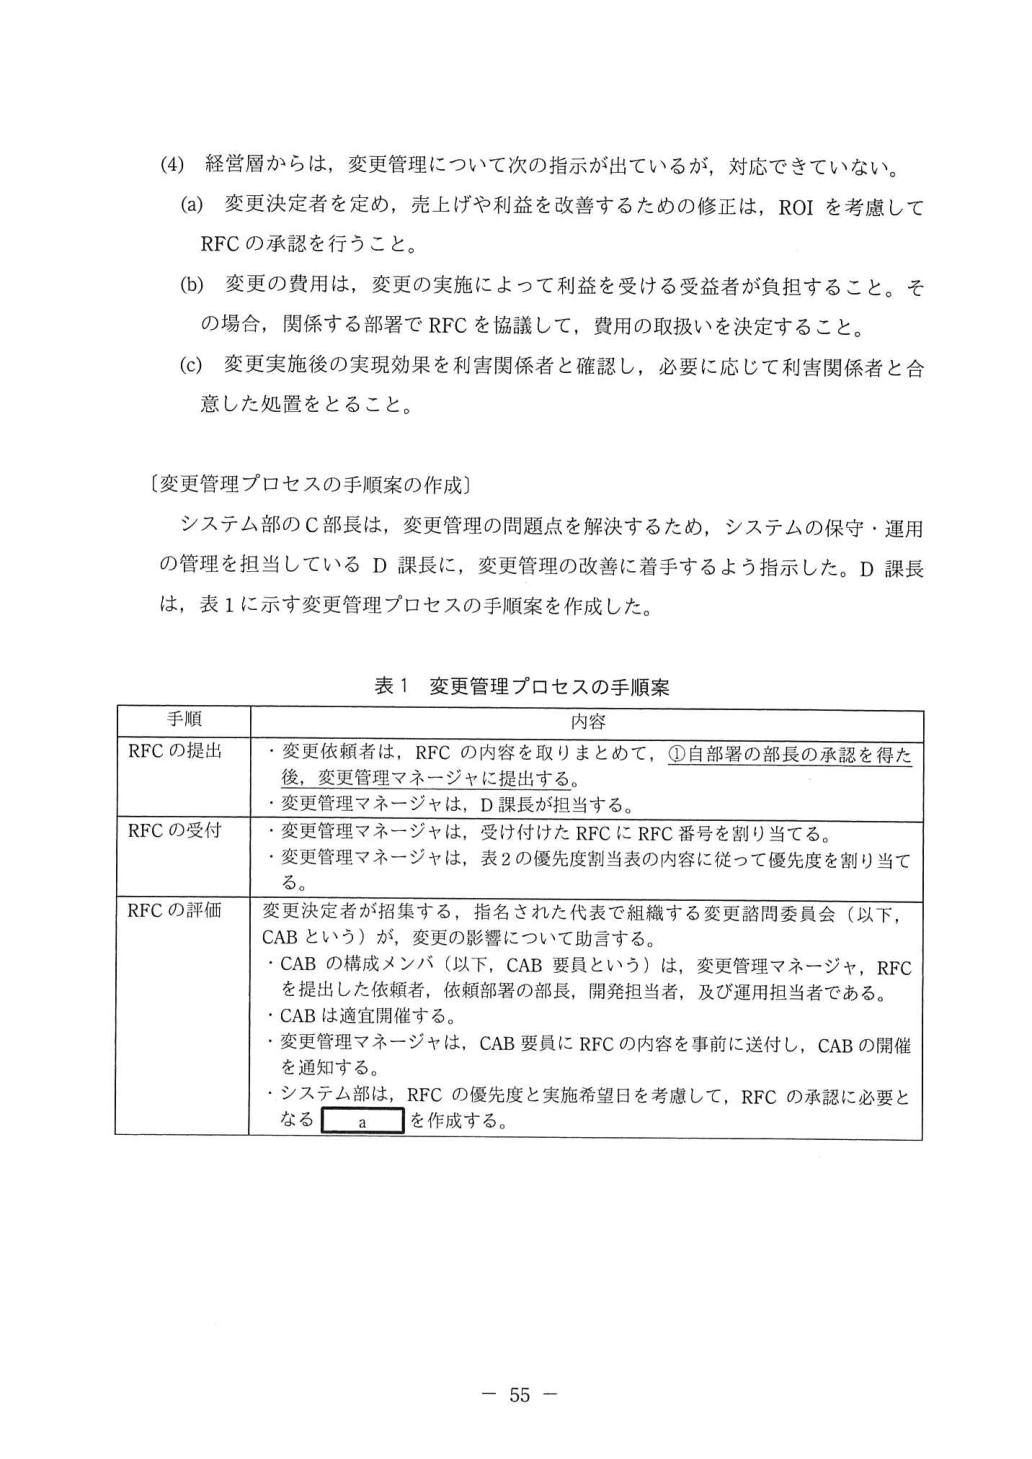 (4) 経営層からは，変更管理について次の指示が出ているが，対応できていない。
(a) 変更決定者を定め，売上げや利益を改善するための修正は，ROI を考慮して
RFC の承認を行うこと。
(b) 変更の費用は，変更の実施によって利益を受ける受益者が負担すること。そ
の場合，関係する部署で RFC を協議して，費用の取扱いを決定すること。
(c) 変更実施後の実現効果を利害関係者と確認し，必要に応じて利害関係者と合
意した処置をとること。
〔変更管理プロセスの手順案の作成〕
システム部のＣ部長は，変更管理の問題点を解決するため，システムの保守・運用
の管理を担当している D 課長に，変更管理の改善に着手するよう指示した。D 課長
は，表 1 に示す変更管理プロセスの手順案を作成した。
表 1 変更管理プロセスの手順案
手順 内容
RFC の提出
・変更依頼者は，RFC の内容を取りまとめて，①自部署の部長の承認を得た
後，変更管理マネージャに提出する。
・変更管理マネージャは，D 課長が担当する。
RFC の受付
・変更管理マネージャは，受け付けた RFC に RFC 番号を割り当てる。
・変更管理マネージャは，表 2 の優先度割当表の内容に従って優先度を割り当て
る。
RFC の評価
変更決定者が招集する，指名された代表で組織する変更諮問委員会（以下，
CAB という）が，変更の影響について助言する。
・CAB の構成メンバ（以下，CAB 要員という）は，変更管理マネージャ，RFC
を提出した依頼者，依頼部署の部長，開発担当者，及び運用担当者である。
・CAB は適宜開催する。
・変更管理マネージャは，CAB 要員に RFC の内容を事前に送付し，CAB の開催
を通知する。
・システム部は，RFC の優先度と実施希望日を考慮して，RFC の承認に必要と
なる a を作成する。
－ 55 －